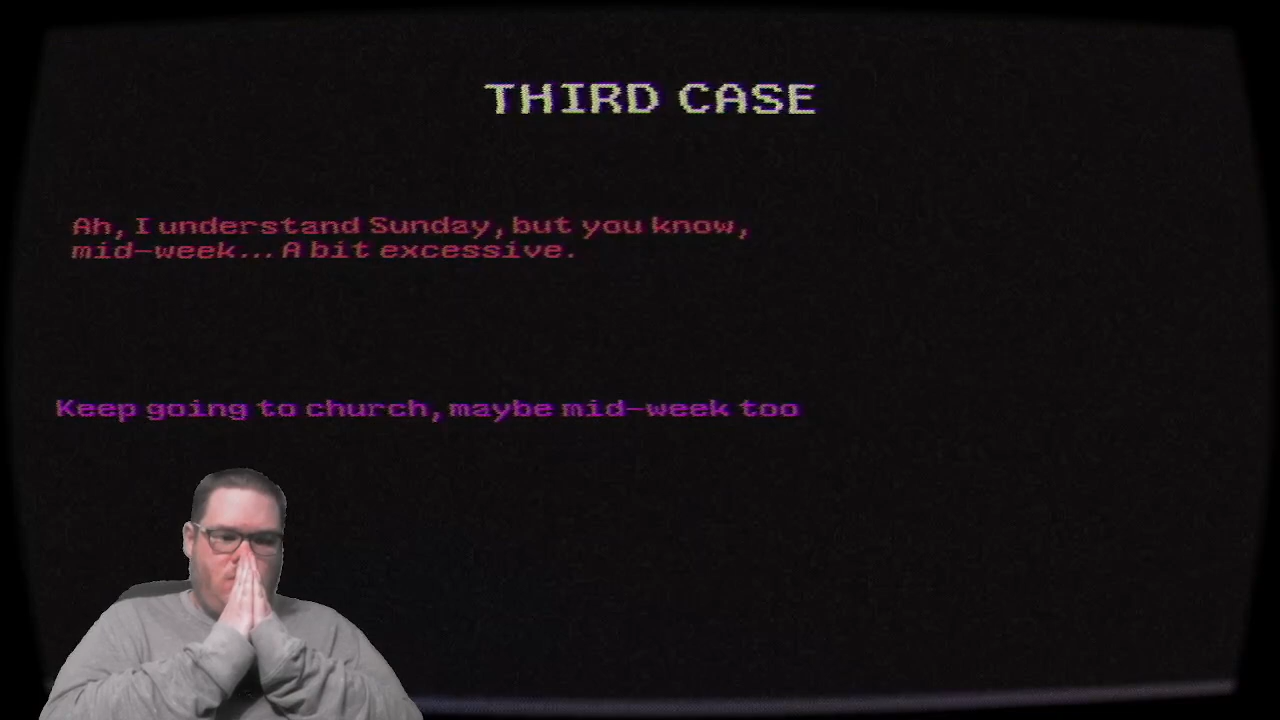 THIRD CASE
Ah, I understand Sunday, but you know,
mid-week... A bit excessive.
Keep going to church, maybe mid-week too